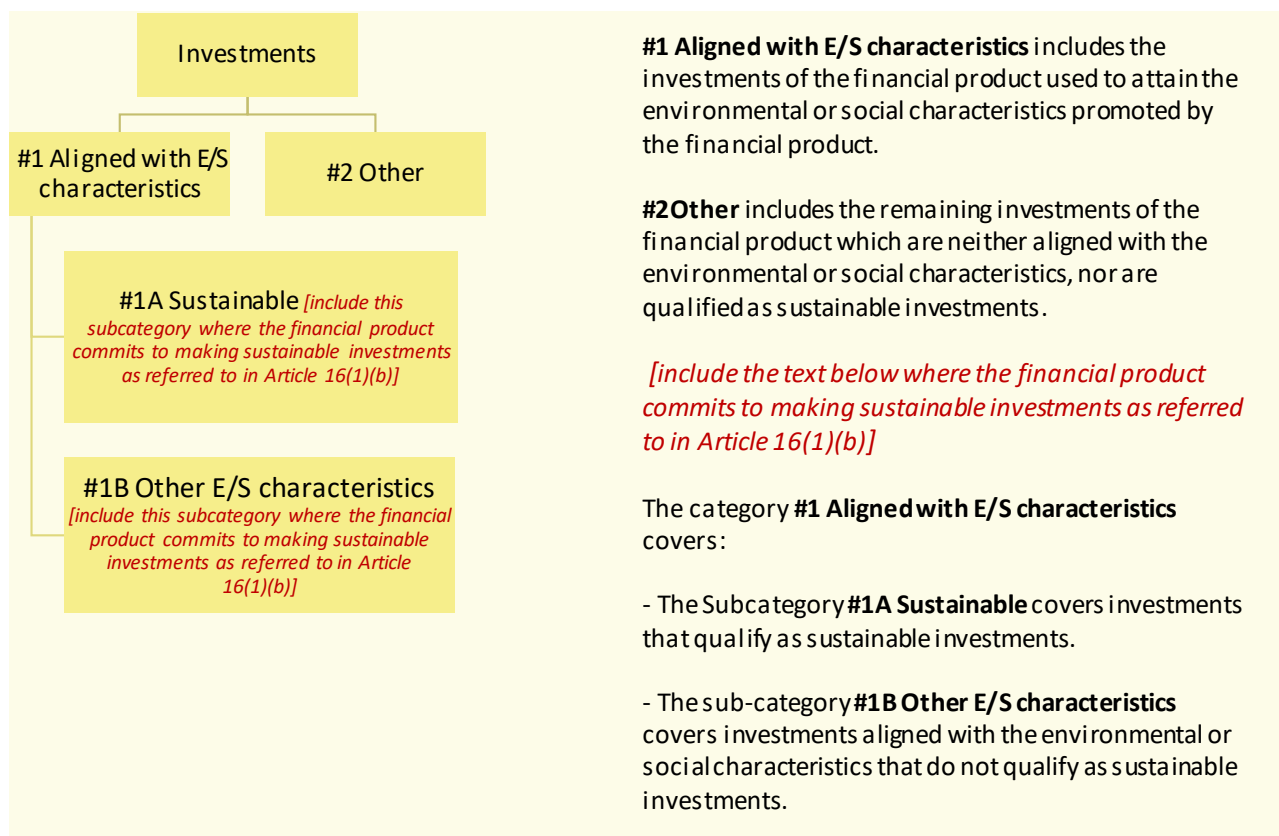 Investments
#1 Aligned with E/S
characteristics
#2 Other
#1A Sustainable [include this
subcategory where the financial product
commits to making sustainable investments
as referred to in Article 16(1)(b)]
#1B Other E/S characteristics
[include this subcategory where the financial
product commits to making sustainable
investments as referred to in Article
16(1)(b)]
#1 Aligned with E/S characteristics includes the
investments of the financial product used to attain the
environmental or social characteristics promoted by
the financial product.
#2Other includes the remaining investments of the
financial product which are neither aligned with the
environmental or social characteristics, nor are
qualified as sustainable investments.
[include the text below where the financial product
commits to making sustainable investments as referred
to in Article 16(1)(b)]
The category #1 Aligned with E/S characteristics
covers:
- The Subcategory #1A Sustainable covers investments
that qualify as sustainable investments.
- The sub-category #1B Other E/S characteristics
covers investments aligned with the environmental or
social characteristics that do not qualify as sustainable
investments.